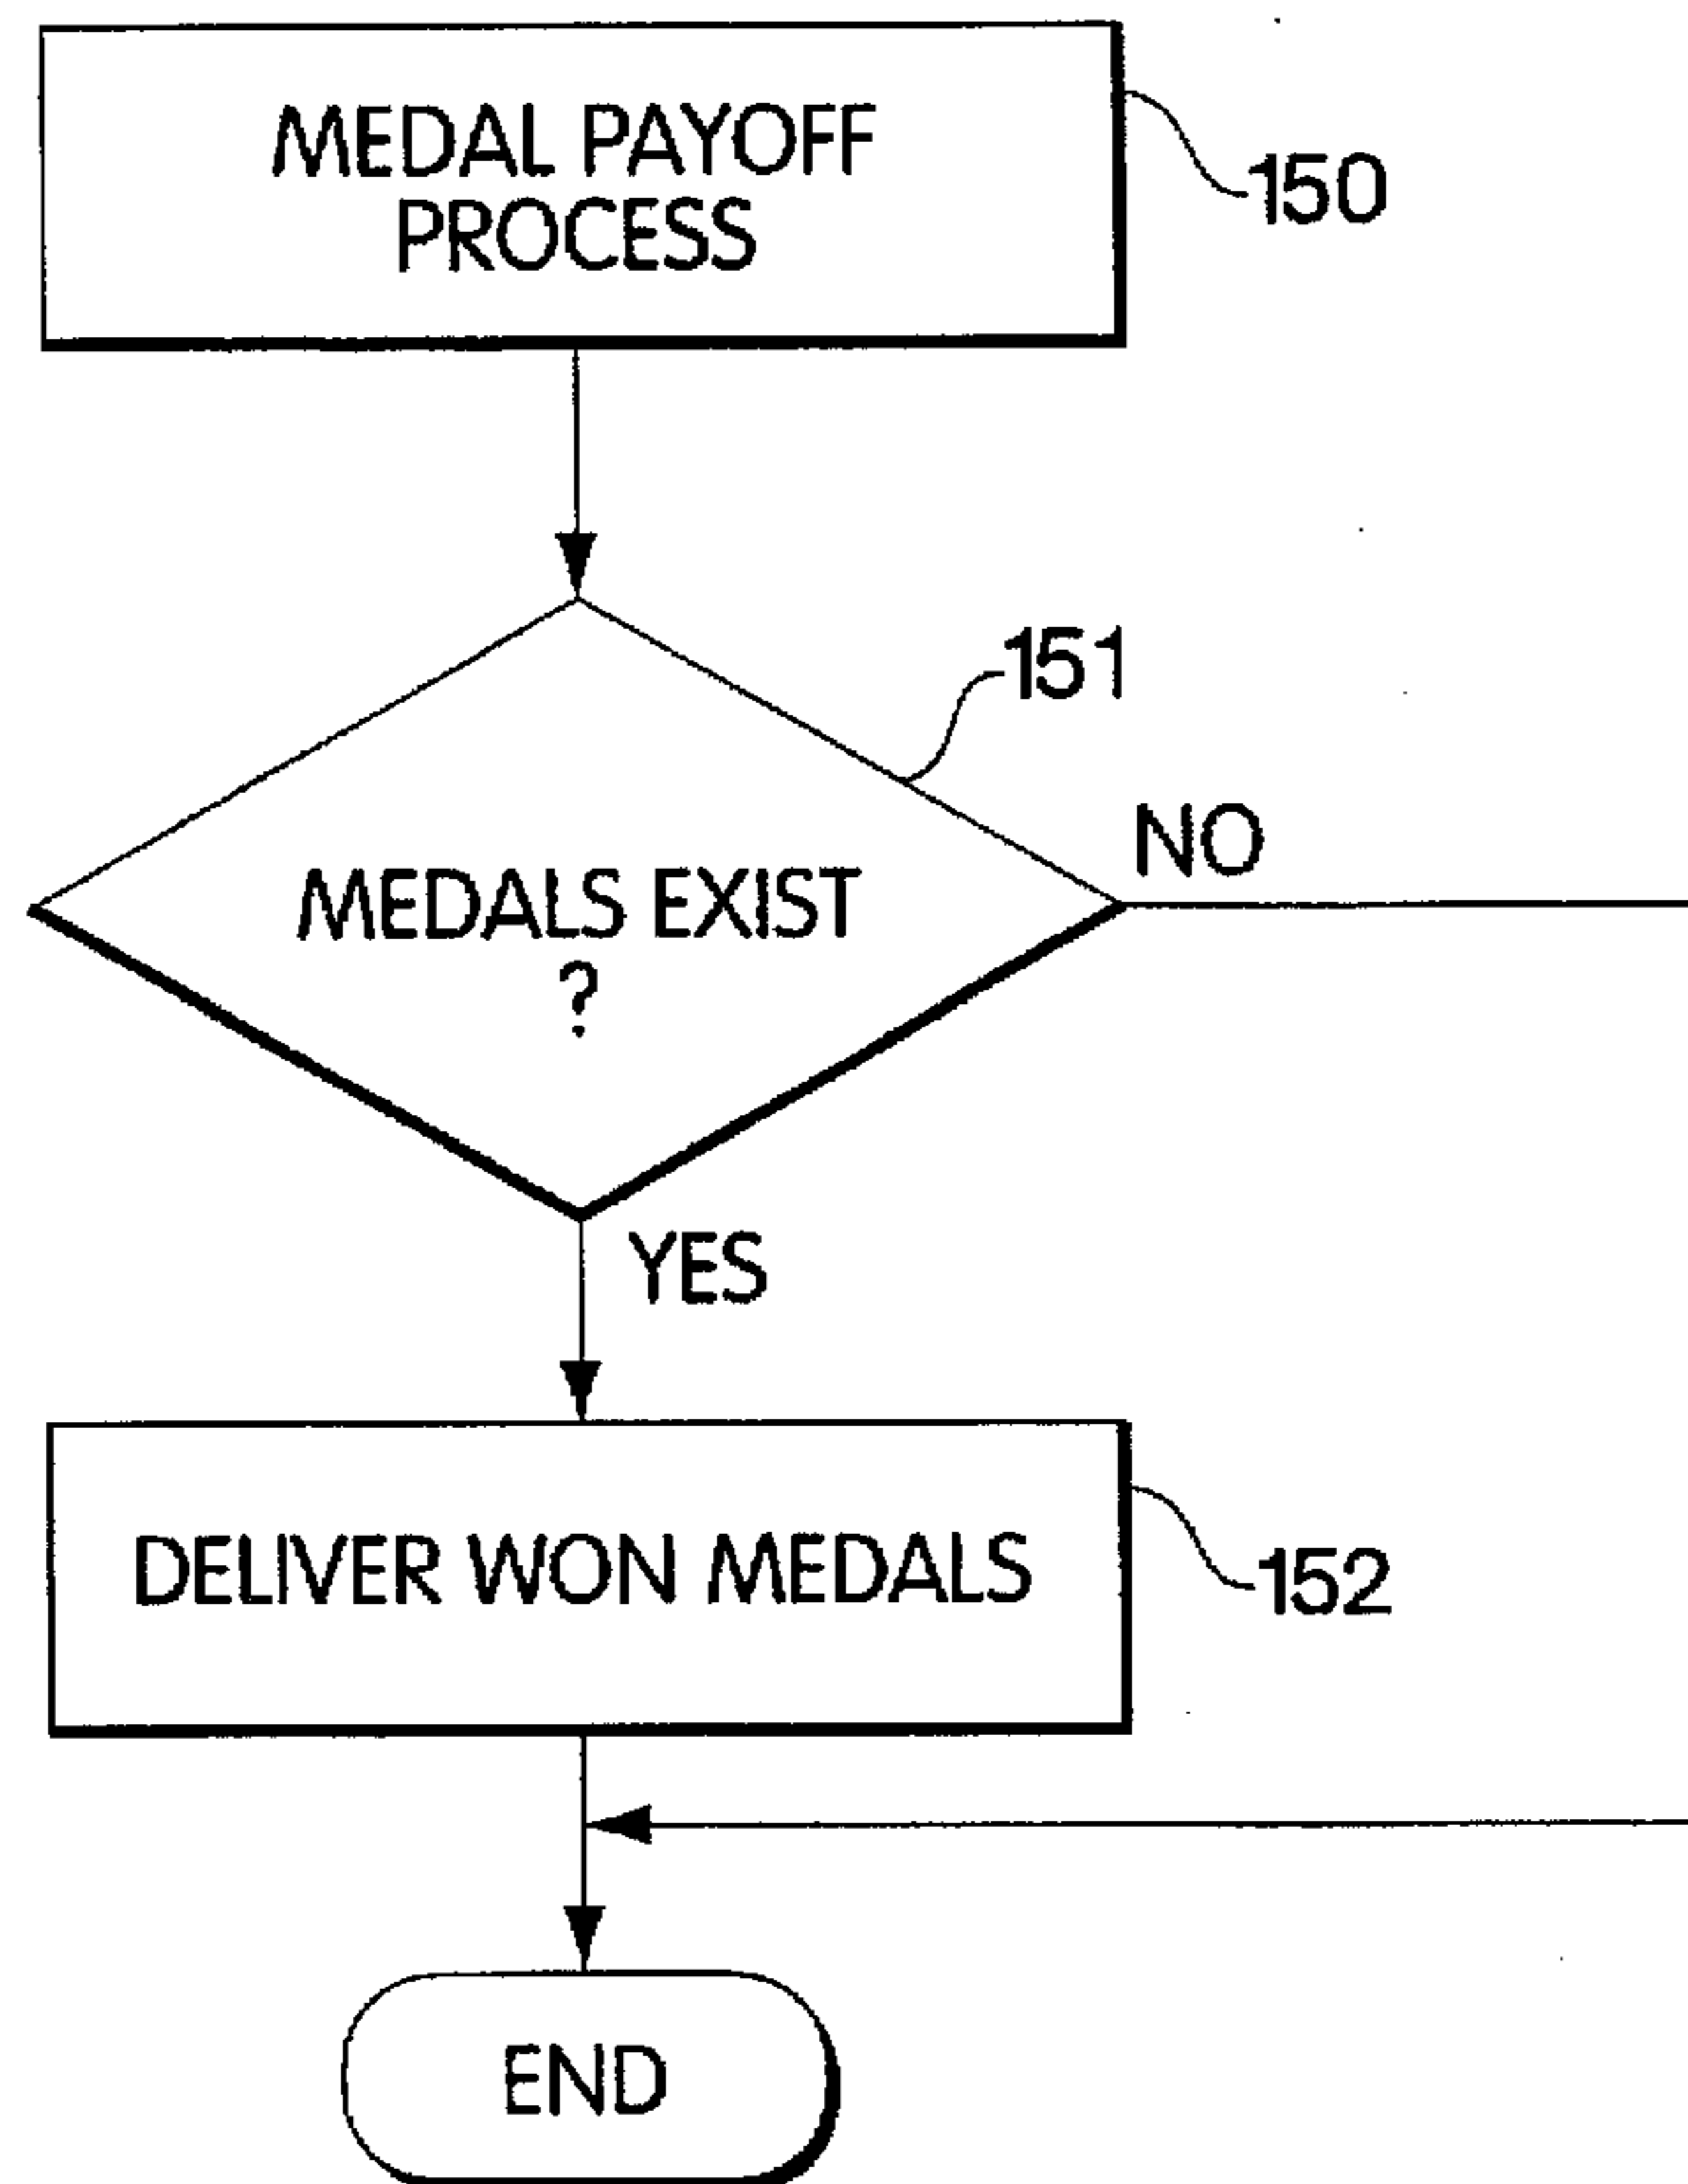 MEDAL PAYOFF
PROCESS
150
151
NO
MEDALS EXIST
?
YES
DELIVER WON MEDALS
152
END